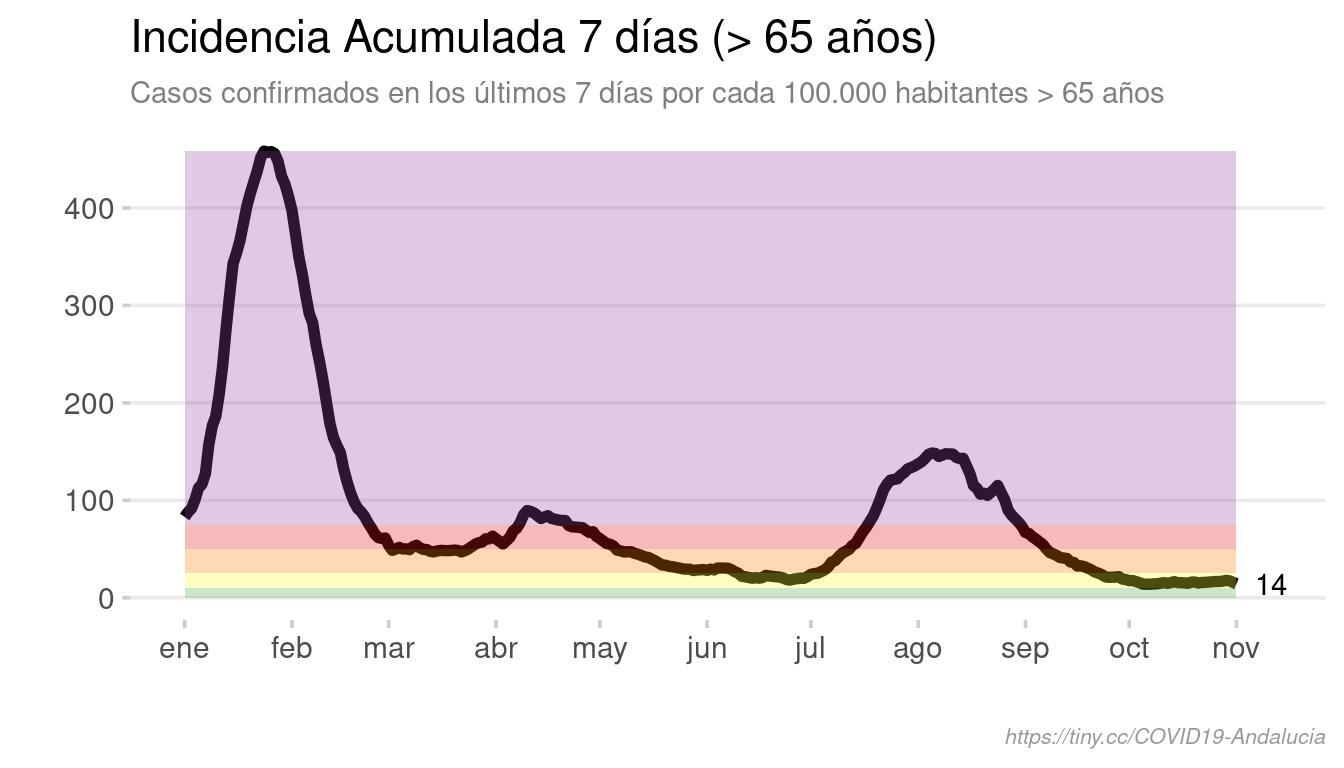 Incidencia Acumulada 7 días (> 65 años)
Casos confirmados en los últimos 7 días por cada 100.000 habitantes > 65 años
400
300
200
100
0
14
ene feb mar abr may jun jul ago sep oct nov
https://tiny.cc/COVID19-Andalucia